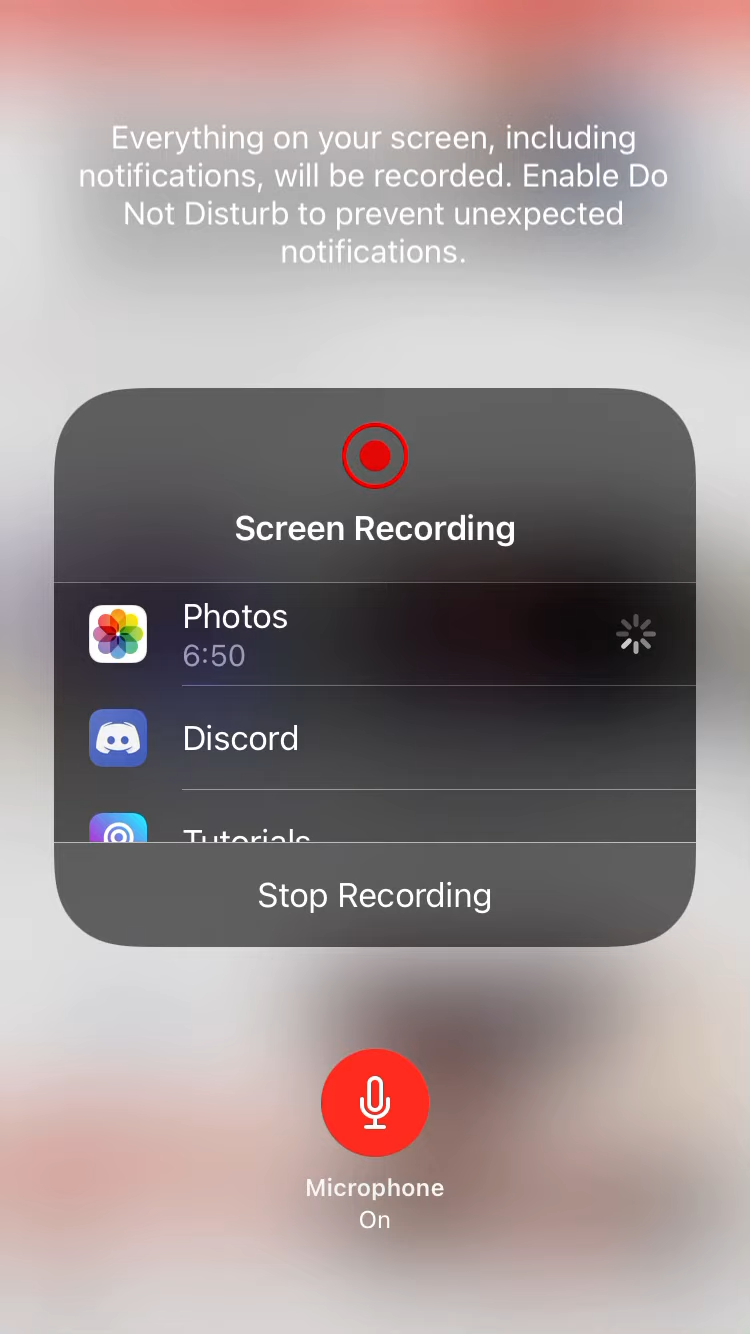 Everything on your screen, including
notifications, will be recorded. Enable Do
Not Disturb to prevent unexpected
notifications.
Screen Recording
Photos
6:50
Discord
Tutorials
Stop Recording
Microphone
On